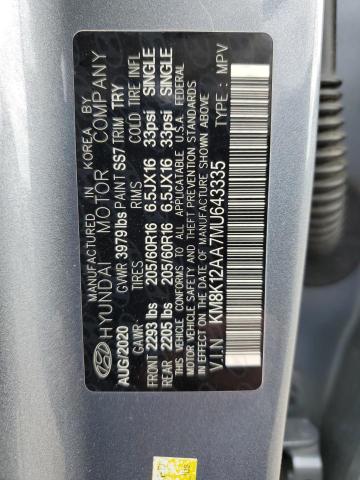 MANUFACTURED IN KOREA BY
HYUNDAI MOTOR COMPANY
AUG/2020 GVWR 3979 lbs PAINT SS7 TRIM TRY
GAWR TIRES RIMS COLD TIRE INFL
FRONT 2293 lbs 205/60R16 6.5JX16 33psi SINGLE
REAR 2205 lbs 205/60R16 6.5JX16 33psi SINGLE
THIS VEHICLE CONFORMS TO ALL APPLICABLE U.S.A. FEDERAL
MOTOR VEHICLE SAFETY AND THEFT PREVENTION STANDARDS
IN EFFECT ON THE DATE OF MANUFACTURE SHOWN ABOVE.
V.I.N : KM8K12AA7MU643335 TYPE : MPV